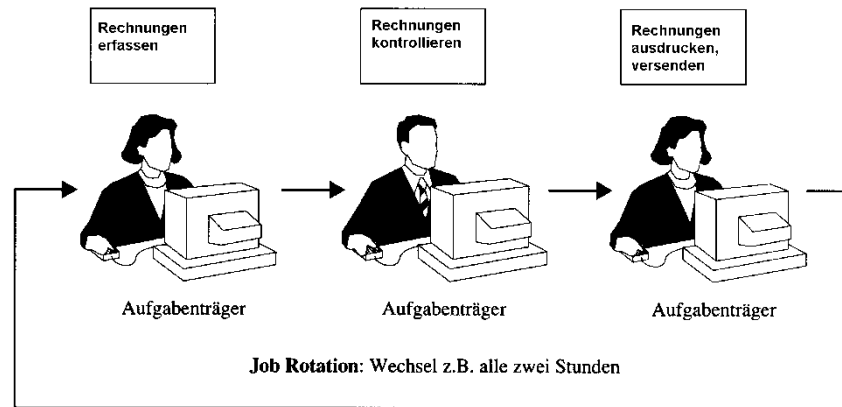 Rechnungen
erfassen
Rechnungen
kontrollieren
Rechnungen
ausdrucken,
versenden
Aufgabenträger
Aufgabenträger
Aufgabenträger
Job Rotation: Wechsel z.B. alle zwei Stunden